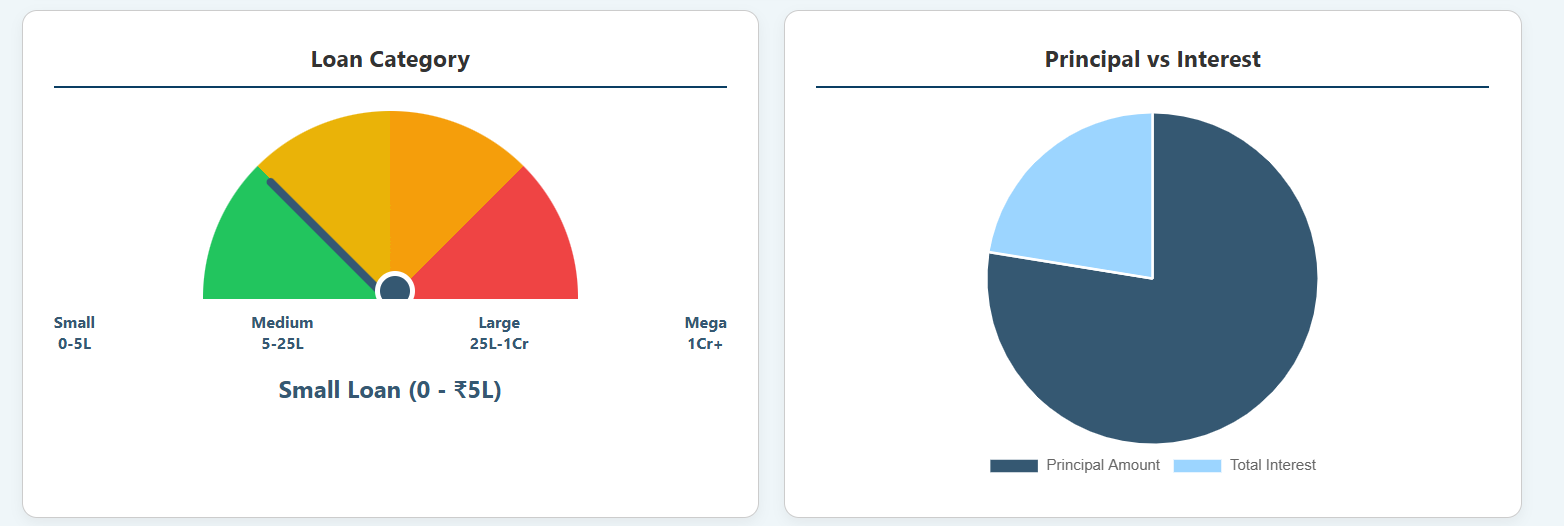 Loan Category
Small
0-5L
Medium
5-25L
Large
25L-1Cr
Mega
1Cr+
Small Loan (0 - ₹5L)
Principal vs Interest
Principal Amount
Total Interest